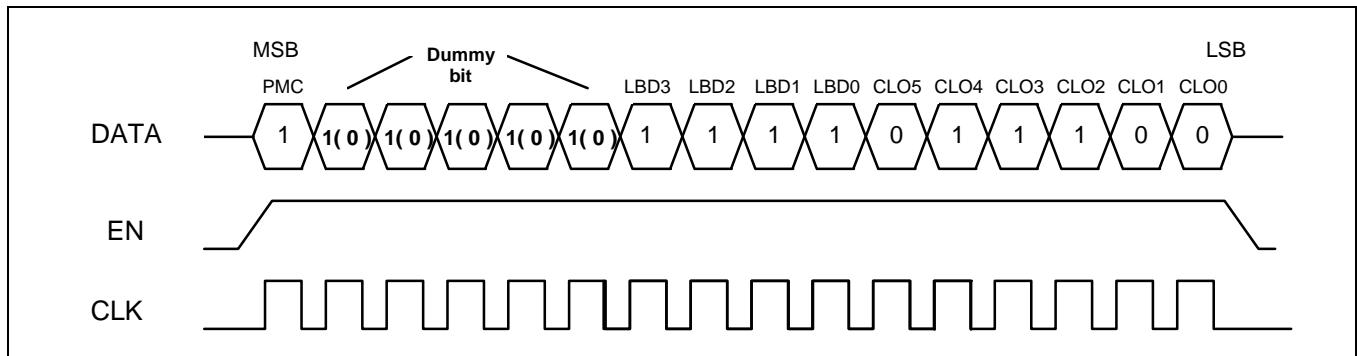 MSB Dummy bit LSB
PMC LBD3 LBD2 LBD1 LBD0 CLO5 CLO4 CLO3 CLO2 CLO1 CLO0
DATA 1 1( 0 ) 1( 0 ) 1( 0 ) 1( 0 ) 1( 0 ) 1 1 1 1 0 1 1 1 0 0
EN
CLK